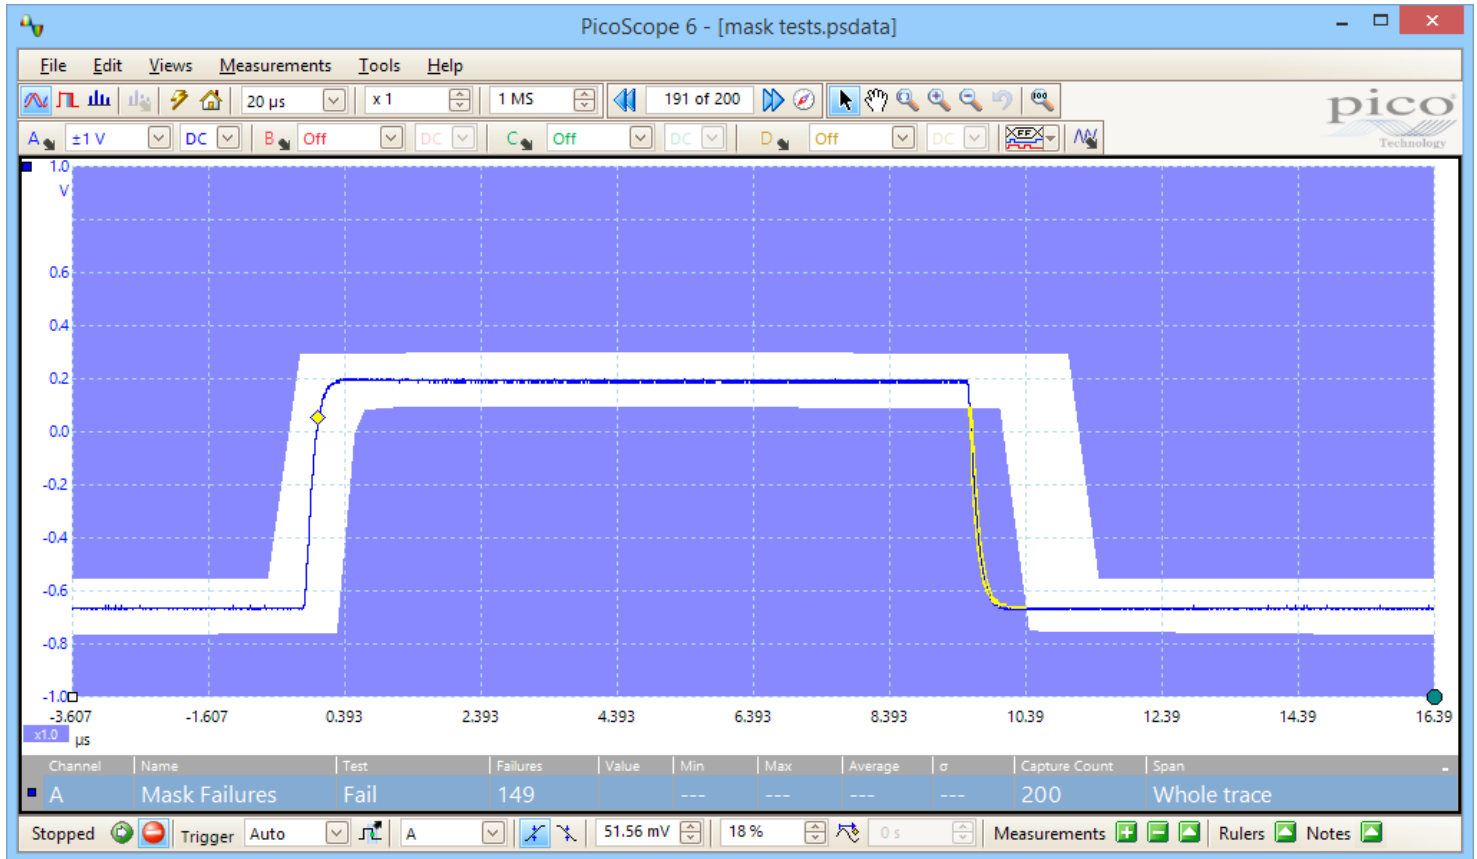 PicoScope 6 - [mask tests.psdata]
File Edit Views Measurements Tools Help
20 µs x 1 1 MS 191 of 200
pico
Technology
A ±1 V DC B Off DC C Off DC D Off DC
1.0
V
0.6
0.4
0.2
0.0
-0.2
-0.4
-0.6
-0.8
-1.0
-3.607 -1.607 0.393 2.393 4.393 6.393 8.393 10.39 12.39 14.39 16.39
x1.0 µs
Channel Name Test Failures Value Min Max Average σ Capture Count Span
A Mask Failures Fail 149 --- --- --- --- 200 Whole trace
Stopped Trigger Auto A 51.56 mV 18 % 0 s Measurements Rulers Notes